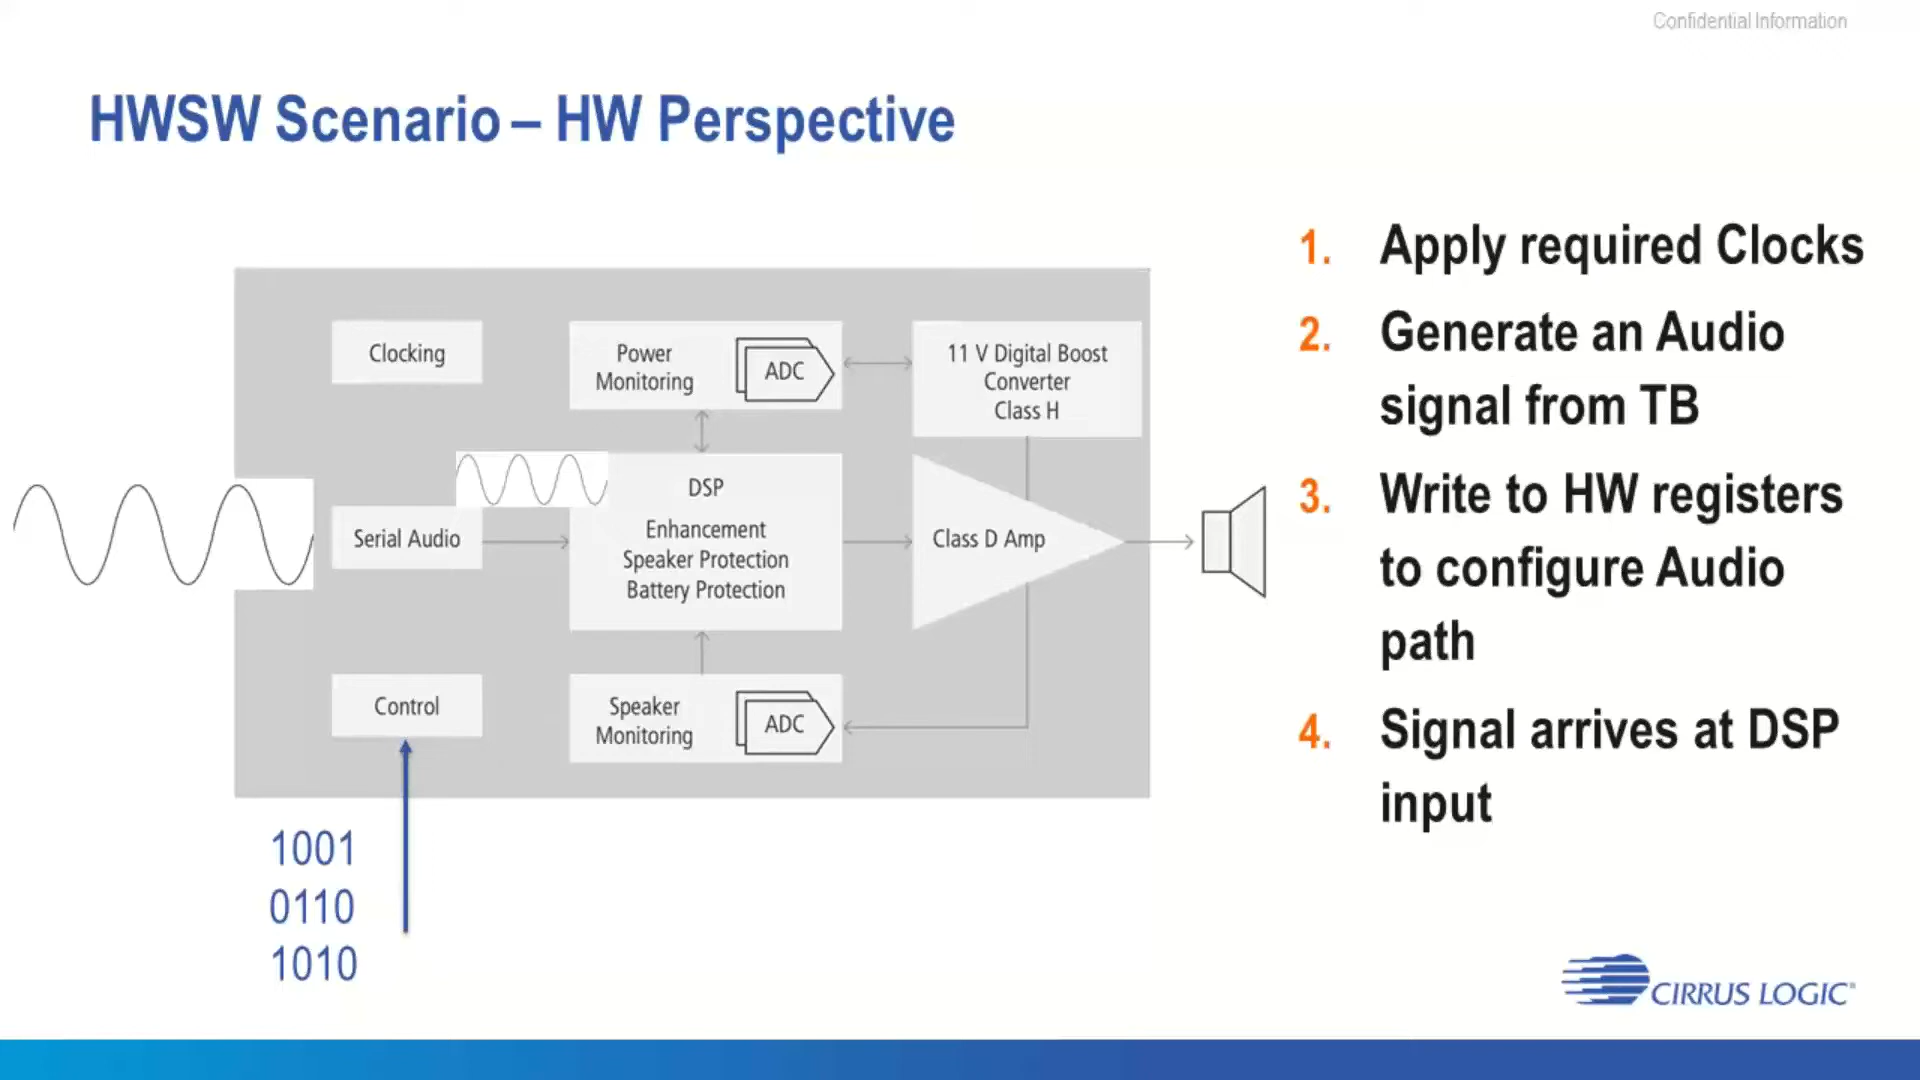 Confidential Information
HWSW Scenario – HW Perspective
Clocking
Power
Monitoring
ADC
11 V Digital Boost
Converter
Class H
Serial Audio
DSP
Enhancement
Speaker Protection
Battery Protection
Class D Amp
Control
Speaker
Monitoring
ADC
1001
0110
1010
1. Apply required Clocks
2. Generate an Audio
signal from TB
3. Write to HW registers
to configure Audio
path
4. Signal arrives at DSP
input
CIRRUS LOGIC®